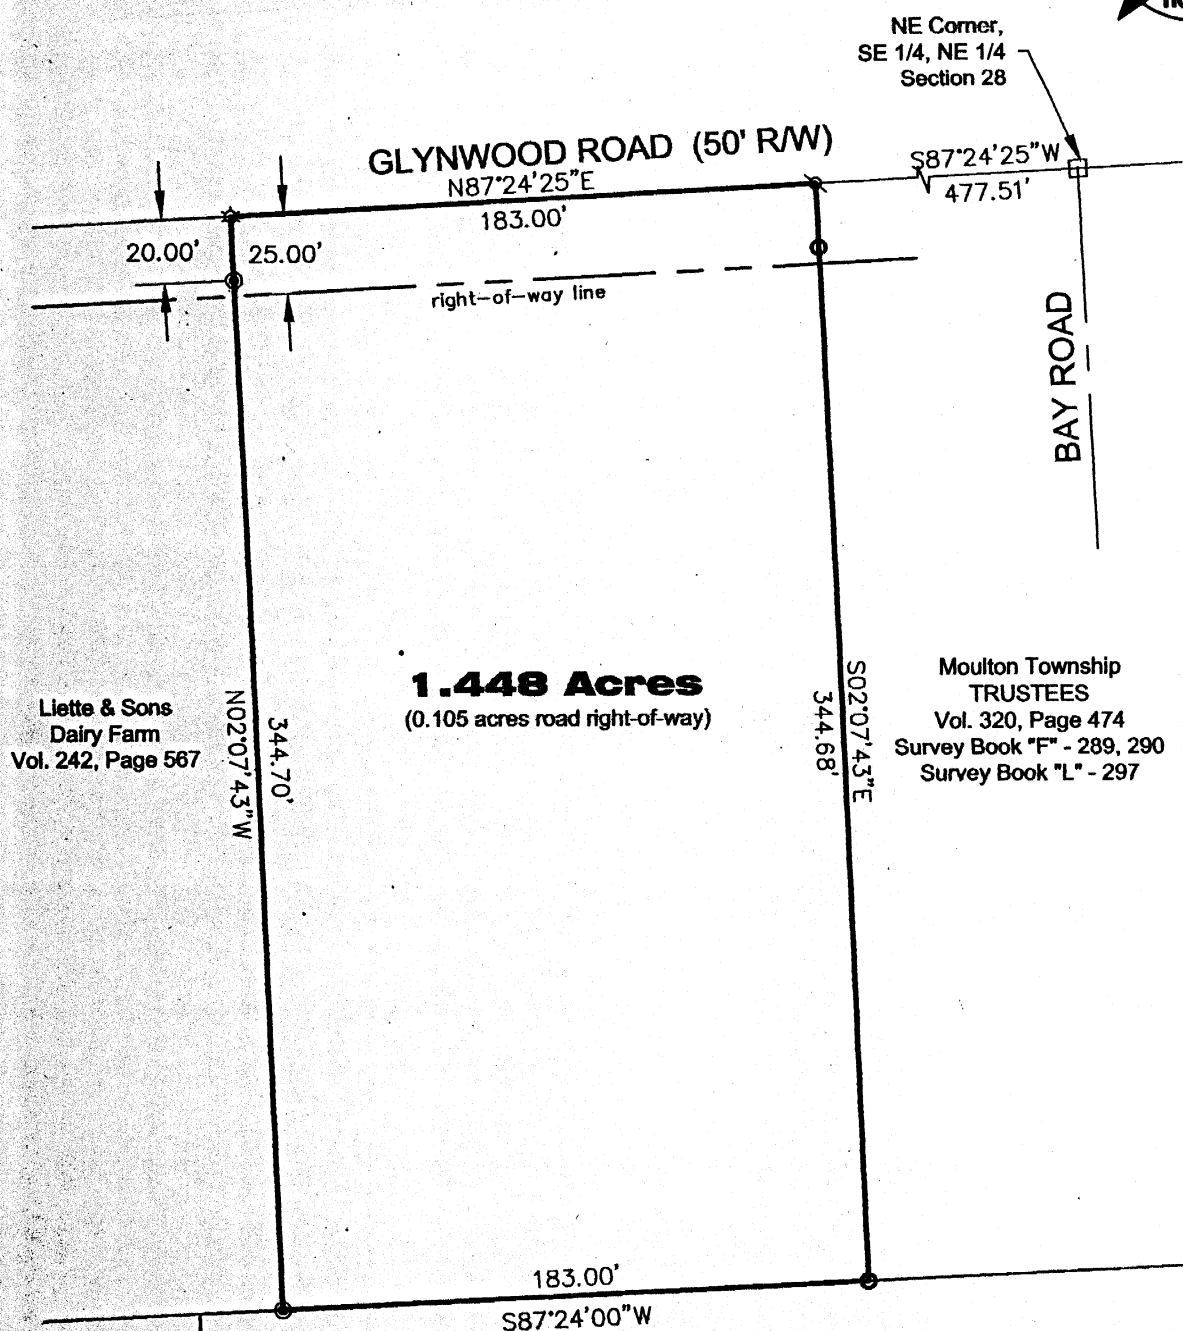 NE Corner,
SE 1/4, NE 1/4
Section 28
GLYNWOOD ROAD (50' R/W)
N87°24'25"E
183.00'
S87°24'25"W
477.51'
20.00'
25.00'
right-of-way line
BAY ROAD
1.448 Acres
(0.105 acres road right-of-way)
Liette & Sons
Dairy Farm
Vol. 242, Page 567
N02°07'43"W
344.70'
344.68'
S02°07'43"E
Moulton Township
TRUSTEES
Vol. 320, Page 474
Survey Book "F" - 289, 290
Survey Book "L" - 297
183.00'
S87°24'00"W